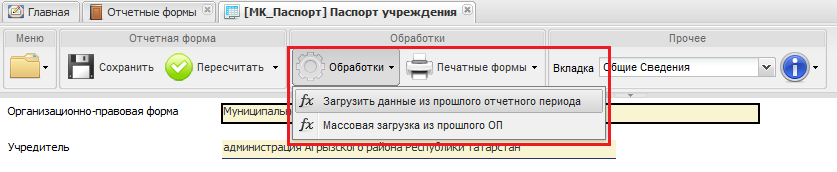 Главная Отчетные формы [МК_Паспорт] Паспорт учреждения
Меню Отчетная форма Обработки Прочее
Сохранить Пересчитать Обработки Печатные формы Вкладка Общие Сведения
fx Загрузить данные из прошлого отчетного периода
fx Массовая загрузка из прошлого ОП
Организационно-правовая форма
Учредитель администрация Агрызского района Республики Татарстан